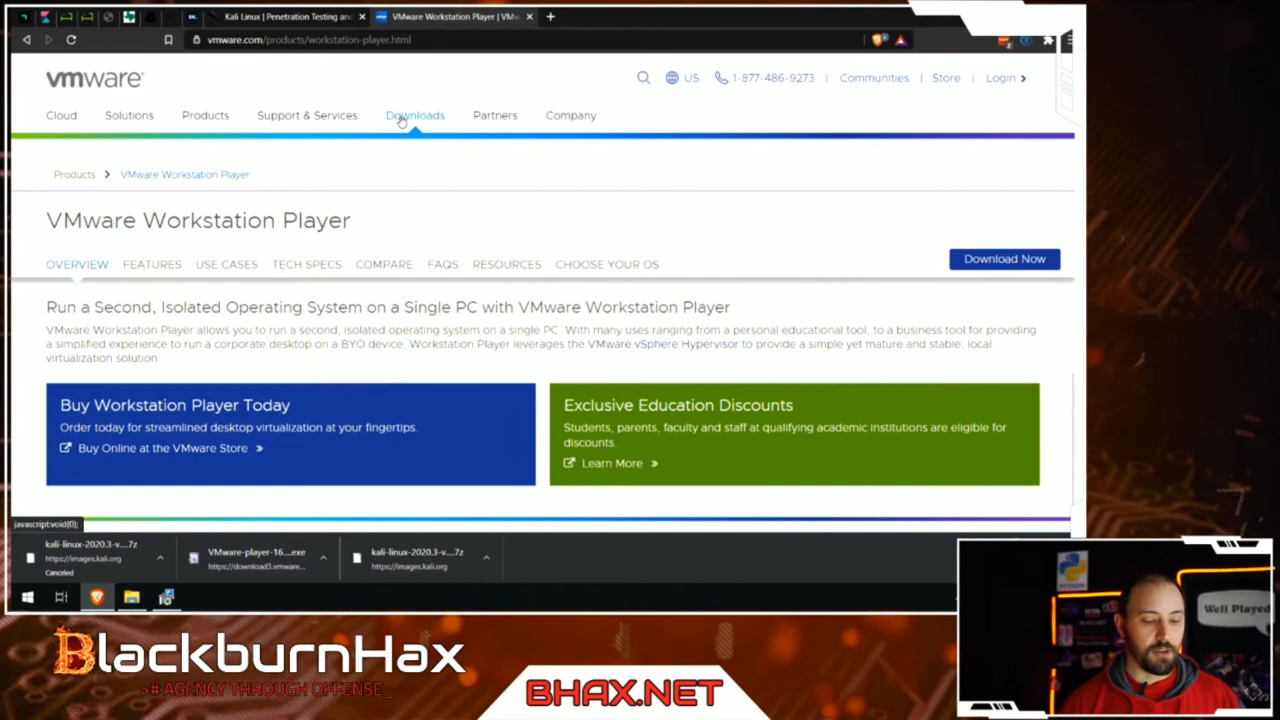 Kali Linux | Penetration Testing and
VMware Workstation Player | VM
vmware.com/products/workstation-player.html
vmware
US
1-877-486-9273
Communities
Store
Login
Cloud
Solutions
Products
Support & Services
Downloads
Partners
Company
Products > VMware Workstation Player
VMware Workstation Player
OVERVIEW
FEATURES
USE CASES
TECH SPECS
COMPARE
FAQS
RESOURCES
CHOOSE YOUR OS
Download Now
Run a Second, Isolated Operating System on a Single PC with VMware Workstation Player
VMware Workstation Player allows you to run a second, isolated operating system on a single PC. With many uses ranging from a personal educational tool, to a business tool for providing
a simplified experience to run a corporate desktop on a BYO device, Workstation Player leverages the VMware vSphere Hypervisor to provide a simple yet mature and stable, local
virtualization solution
Buy Workstation Player Today
Order today for streamlined desktop virtualization at your fingertips.
Buy Online at the VMware Store »
Exclusive Education Discounts
Students, parents, faculty and staff at qualifying academic institutions are eligible for
discounts.
Learn More »
javascript:void(0);
kali-linux-2020.3-v....7z
https://images.kali.org
Canceled
VMware-player-16....exe
https://download3.vmware...
kali-linux-2020.3-v....7z
https://images.kali.org
PYTHON
Well Played
BlackburnHax
># AGENCY THROUGH OFFENSE_
BHAX.NET